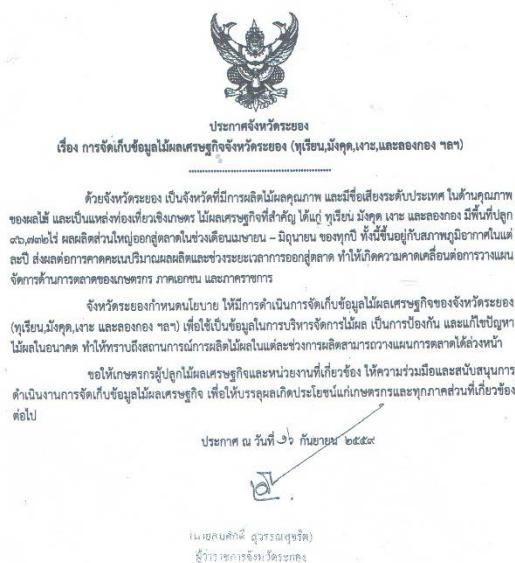 ประกาศจังหวัดระยอง
เรื่อง การจัดเก็บข้อมูลไม้ผลเศรษฐกิจจังหวัดระยอง (ทุเรียน,มังคุด,เงาะ,และลองกอง ฯลฯ)
ด้วยจังหวัดระยอง เป็นจังหวัดที่มีการผลิตไม้ผลคุณภาพ และมีชื่อเสียงระดับประเทศ ในด้านคุณภาพ
ของผลไม้ และเป็นแหล่งท่องเที่ยวเชิงเกษตร ไม้ผลเศรษฐกิจที่สำคัญ ได้แก่ ทุเรียน มังคุด เงาะ และลองกอง มีพื้นที่ปลูก
๙๖,๗๓๒ไร่ ผลผลิตส่วนใหญ่ออกสู่ตลาดในช่วงเดือนเมษายน – มิถุนายน ของทุกปี ทั้งนี้ขึ้นอยู่กับสภาพภูมิอากาศในแต่
ละปี ส่งผลต่อการคาดคะเนปริมาณผลผลิตและช่วงระยะเวลาการออกสู่ตลาด ทำให้เกิดความคาดเคลื่อนต่อการวางแผน
จัดการด้านการตลาดของเกษตรกร ภาคเอกชน และภาคราชการ
จังหวัดระยองกำหนดนโยบาย ให้มีการดำเนินการจัดเก็บข้อมูลไม้ผลเศรษฐกิจของจังหวัดระยอง
(ทุเรียน,มังคุด,เงาะ และลองกอง ฯลฯ) เพื่อใช้เป็นข้อมูลในการบริหารจัดการไม้ผล เป็นการป้องกัน และแก้ไขปัญหา
ไม้ผลในอนาคต ทำให้ทราบถึงสถานการณ์การผลิตไม้ผลในแต่ละช่วงการผลิตสามารถวางแผนการตลาดได้ล่วงหน้า
ขอให้เกษตรกรผู้ปลูกไม้ผลเศรษฐกิจและหน่วยงานที่เกี่ยวข้อง ให้ความร่วมมือและสนับสนุนการ
ดำเนินงานการจัดเก็บข้อมูลไม้ผลเศรษฐกิจ เพื่อให้บรรลุผลเกิดประโยชน์แก่เกษตรกรและทุกภาคส่วนที่เกี่ยวข้อง
ต่อไป
ประกาศ ณ วันที่ ๑๖ กันยายน ๒๕๕๙
(นายสมศักดิ์ สุวรรณสุจริต)
ผู้ว่าราชการจังหวัดระยอง